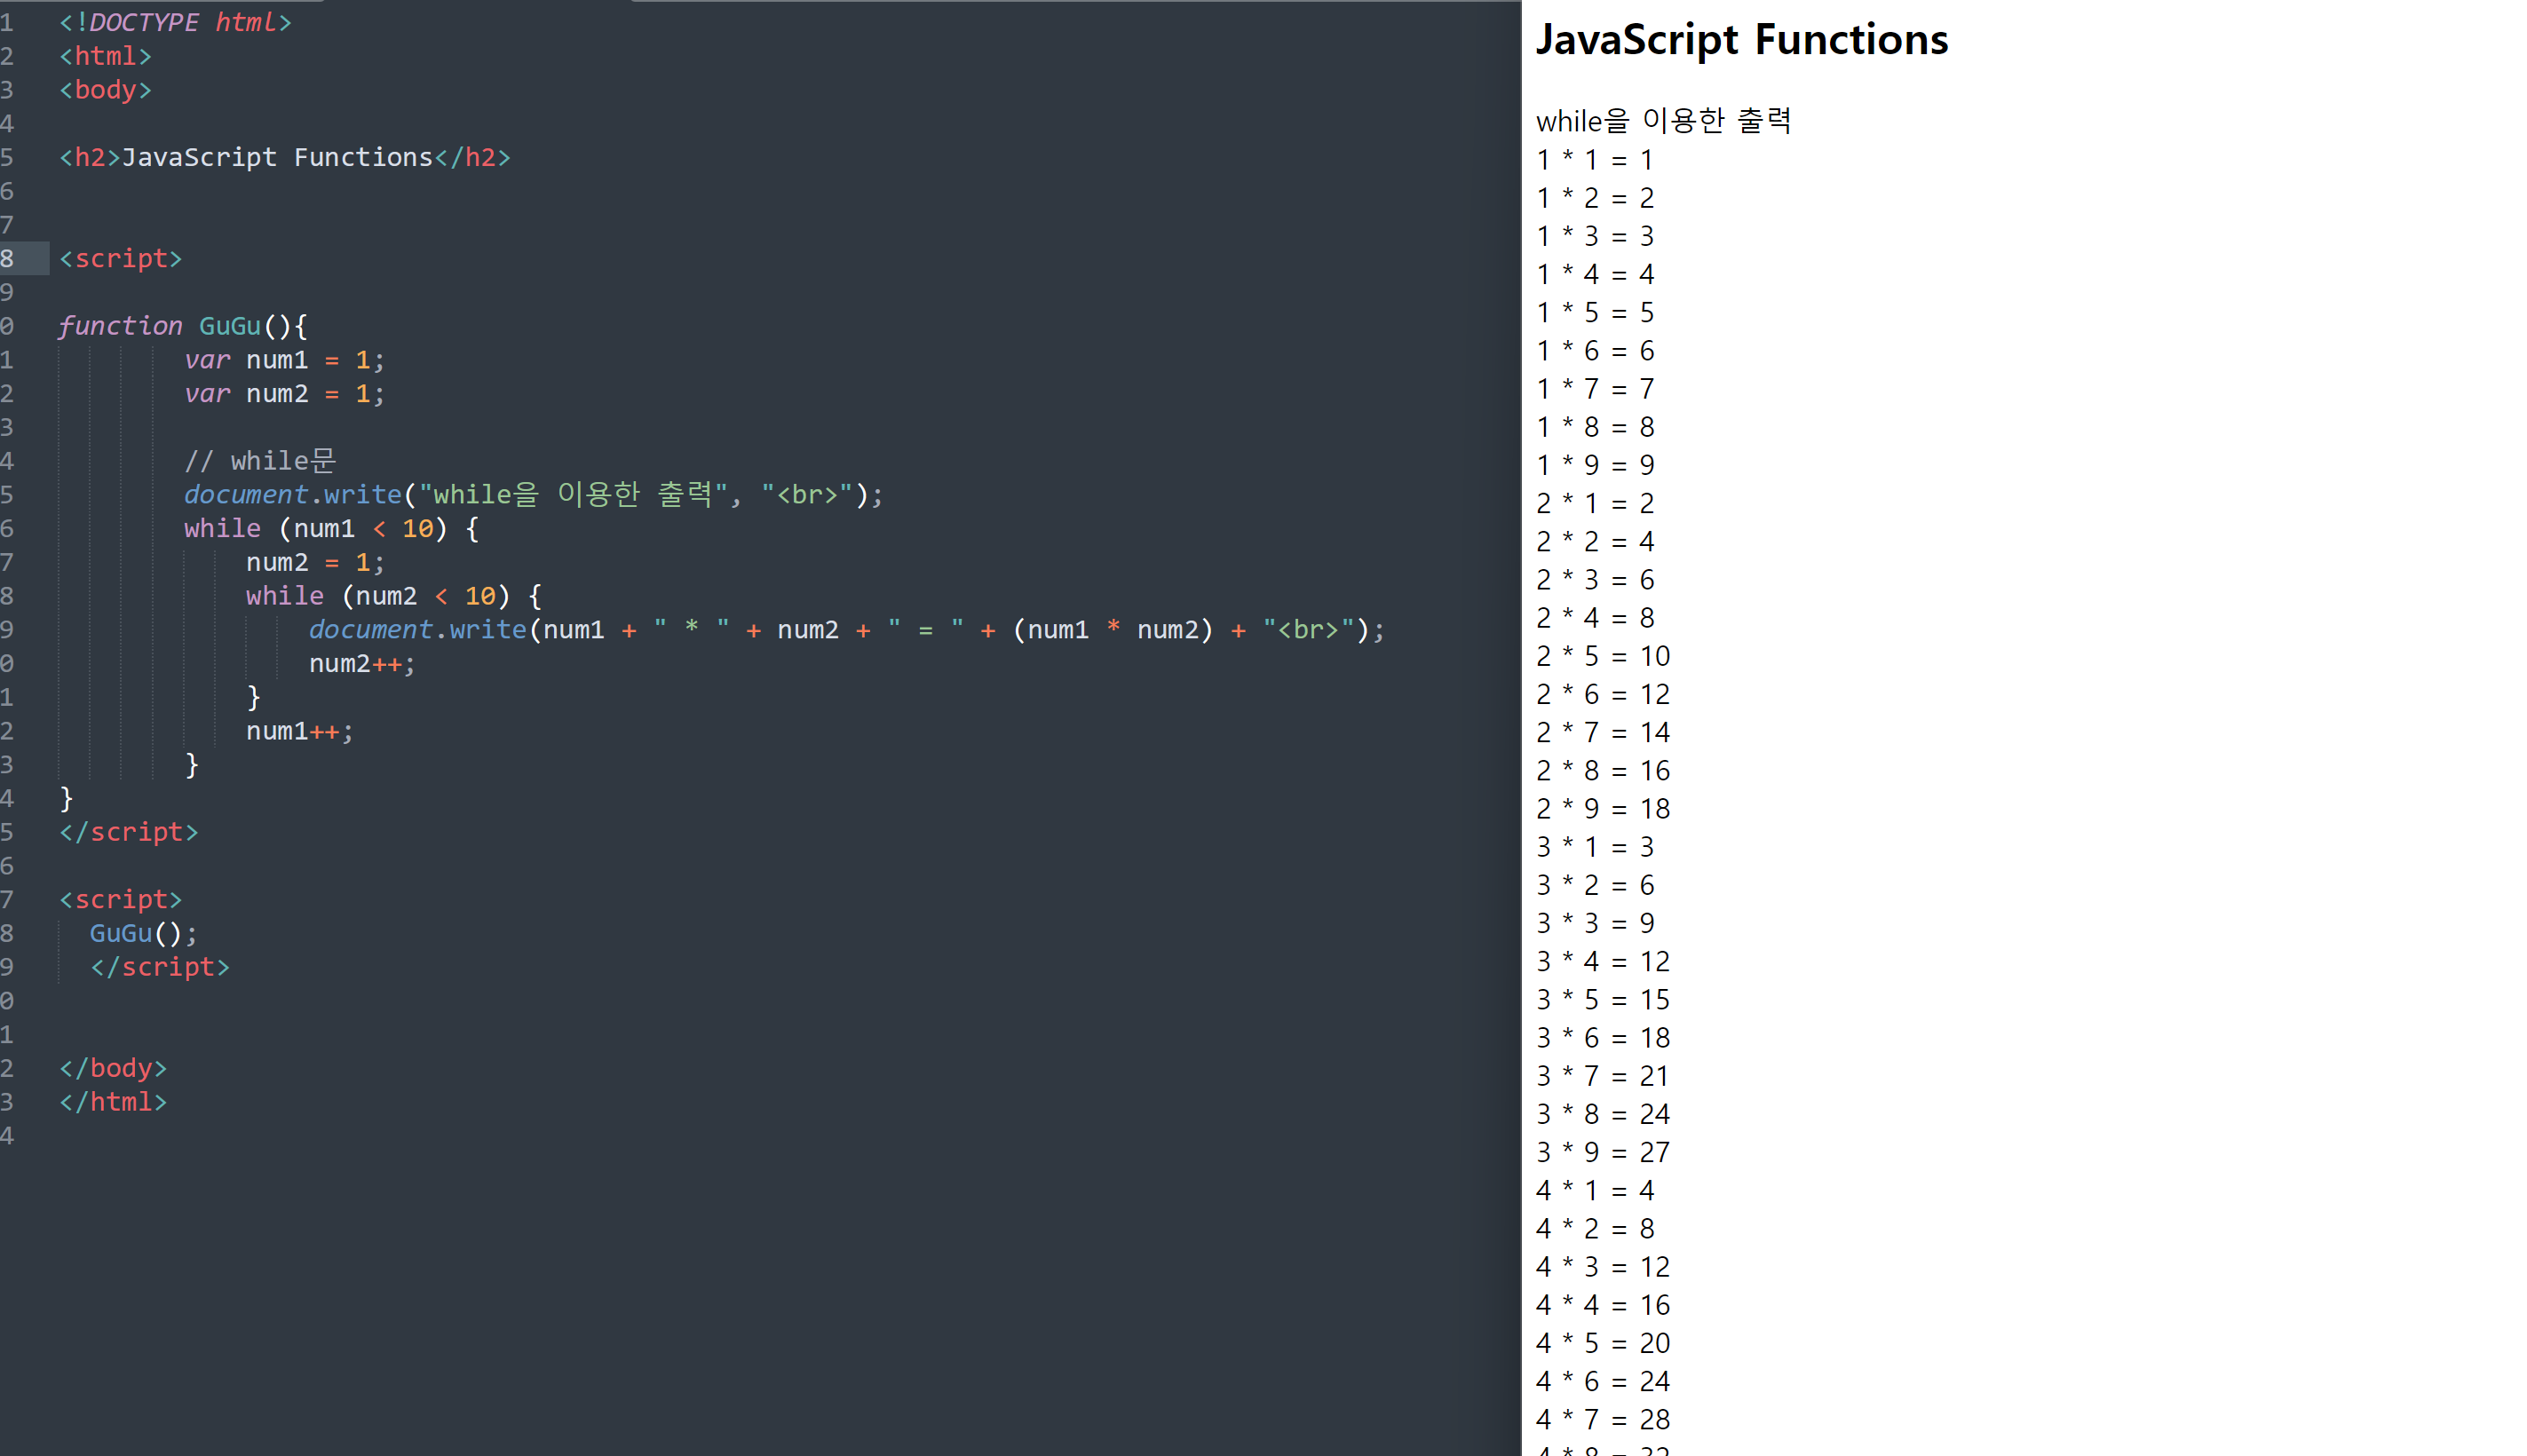 1 <!DOCTYPE html>
2 <html>
3 <body>
4
5 <h2>JavaScript Functions</h2>
6
7
8 <script>
9
0 function GuGu(){
1 var num1 = 1;
2 var num2 = 1;
3
4 // while문
5 document.write("while을 이용한 출력", "<br>");
6 while (num1 < 10) {
7 num2 = 1;
8 while (num2 < 10) {
9 document.write(num1 + " * " + num2 + " = " + (num1 * num2) + "<br>");
0 num2++;
1 }
2 num1++;
3 }
4 }
5 </script>
6
7 <script>
8 GuGu();
9 </script>
0
1
2 </body>
3 </html>
4
JavaScript Functions
while을 이용한 출력
1 * 1 = 1
1 * 2 = 2
1 * 3 = 3
1 * 4 = 4
1 * 5 = 5
1 * 6 = 6
1 * 7 = 7
1 * 8 = 8
1 * 9 = 9
2 * 1 = 2
2 * 2 = 4
2 * 3 = 6
2 * 4 = 8
2 * 5 = 10
2 * 6 = 12
2 * 7 = 14
2 * 8 = 16
2 * 9 = 18
3 * 1 = 3
3 * 2 = 6
3 * 3 = 9
3 * 4 = 12
3 * 5 = 15
3 * 6 = 18
3 * 7 = 21
3 * 8 = 24
3 * 9 = 27
4 * 1 = 4
4 * 2 = 8
4 * 3 = 12
4 * 4 = 16
4 * 5 = 20
4 * 6 = 24
4 * 7 = 28
4 * 8 = 32